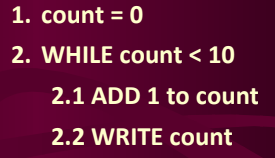 1. count = 0
2. WHILE count < 10
2.1 ADD 1 to count
2.2 WRITE count